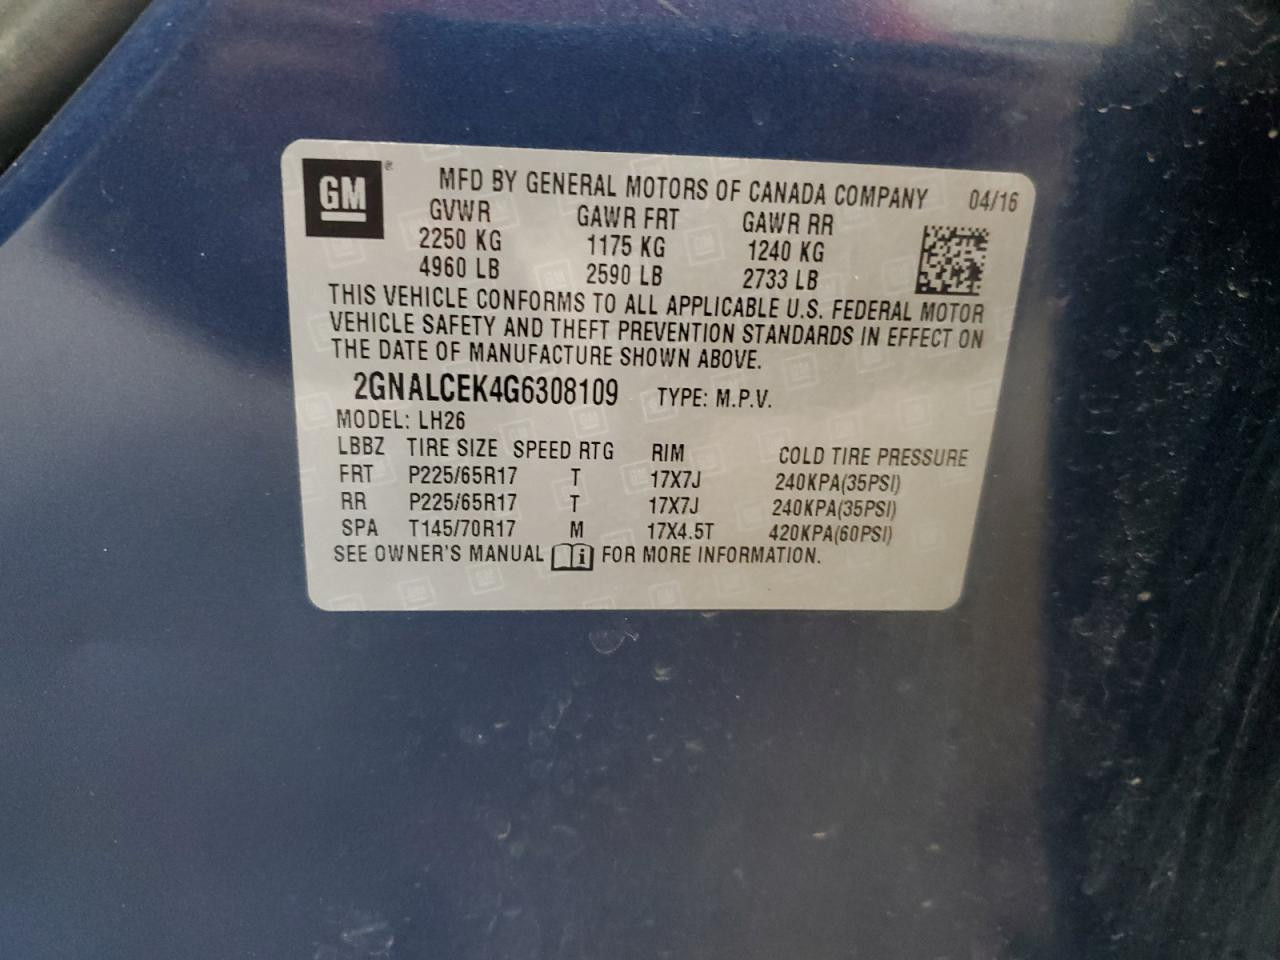 GM ® MFD BY GENERAL MOTORS OF CANADA COMPANY 04/16
GVWR GAWR FRT GAWR RR
2250 KG 1175 KG 1240 KG
4960 LB 2590 LB 2733 LB
THIS VEHICLE CONFORMS TO ALL APPLICABLE U.S. FEDERAL MOTOR
VEHICLE SAFETY AND THEFT PREVENTION STANDARDS IN EFFECT ON
THE DATE OF MANUFACTURE SHOWN ABOVE.
2GNALCEK4G6308109 TYPE: M.P.V.
MODEL: LH26
LBBZ TIRE SIZE SPEED RTG RIM COLD TIRE PRESSURE
FRT P225/65R17 T 17X7J 240KPA(35PSI)
RR P225/65R17 T 17X7J 240KPA(35PSI)
SPA T145/70R17 M 17X4.5T 420KPA(60PSI)
SEE OWNER'S MANUAL i FOR MORE INFORMATION.